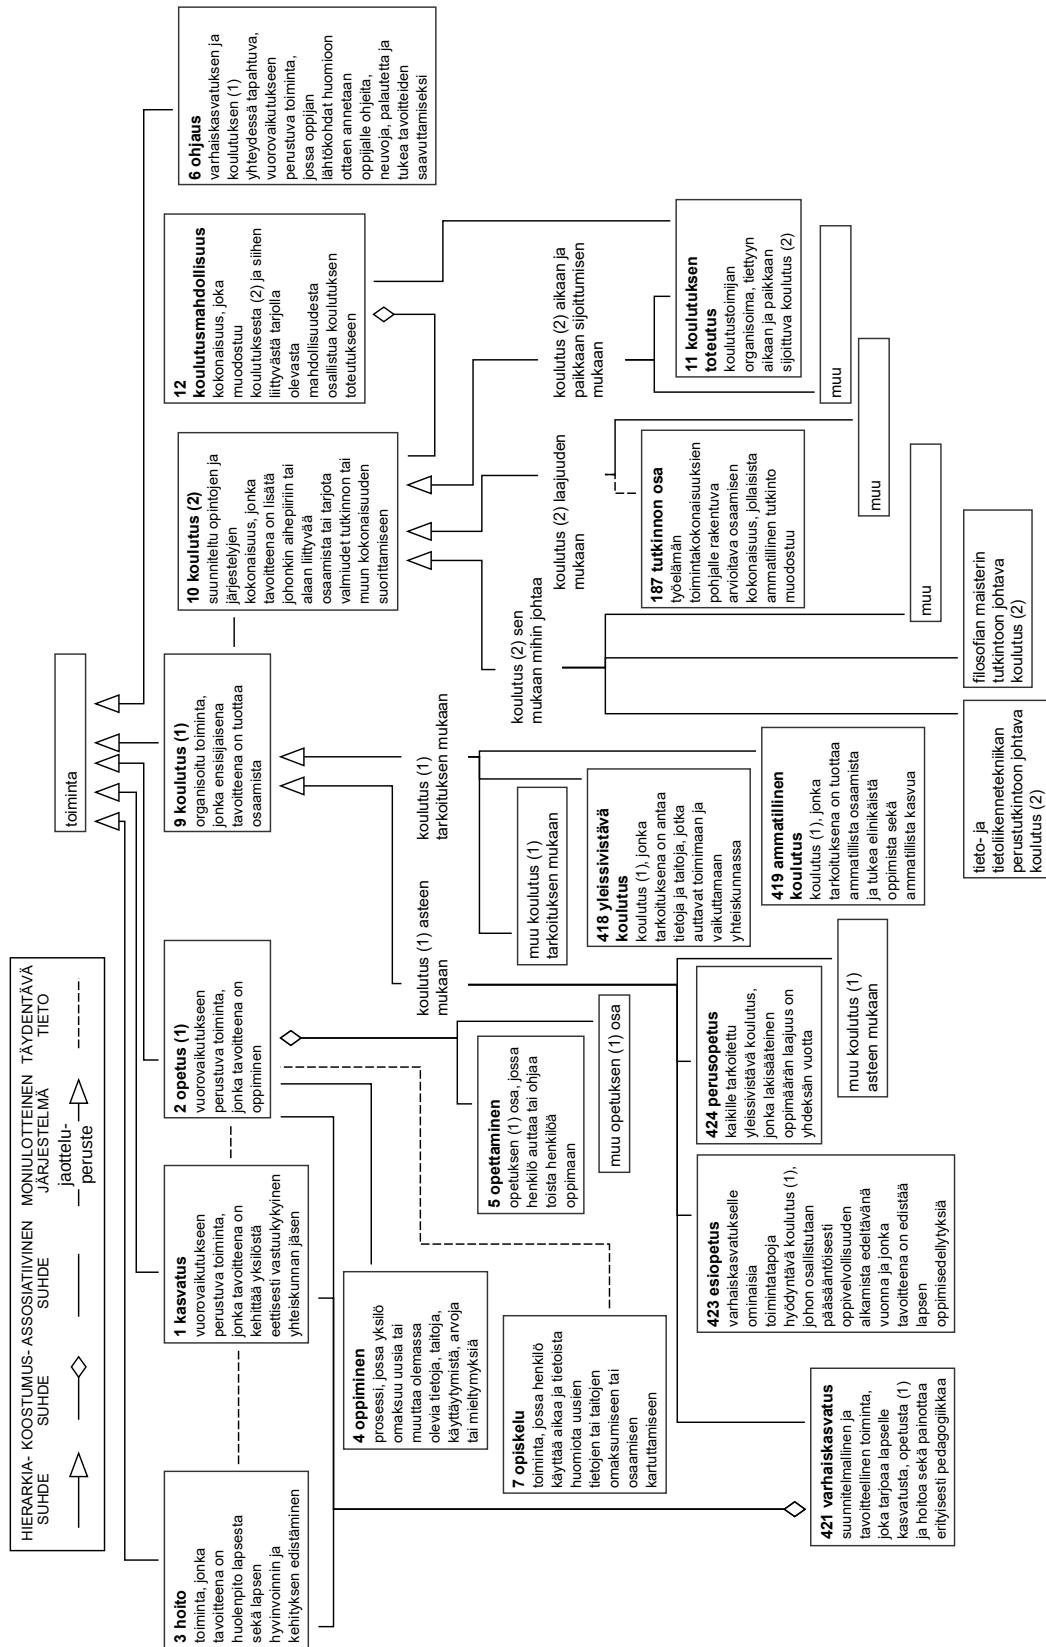 HIERARKIA- KOOSTUMUS- ASSOSIATIIVINEN MONIULOTTEINEN TÄYDENTÄVÄ
SUHDE SUHDE SUHDE JÄRJESTELMÄ TIETO
jaottelu-
peruste
toiminta
3 hoito
toiminta, jonka
tavoitteena on
huolenpito lapsesta
sekä lapsen
hyvinvoinnin ja
kehityksen edistäminen
1 kasvatus
vuorovaikutukseen
perustuva toiminta,
jonka tavoitteena on
kehittää yksilöstä
eettisesti vastuukykyinen
yhteiskunnan jäsen
2 opetus (1)
vuorovaikutukseen
perustuva toiminta,
jonka tavoitteena on
oppiminen
9 koulutus (1)
organisoitu toiminta,
jonka ensisijaisena
tavoitteena on tuottaa
osaamista
10 koulutus (2)
suunniteltu opintojen ja
järjestelyjen
kokonaisuus, jonka
tavoitteena on lisätä
johonkin aihepiiriin tai
alaan liittyvää
osaamista tai tarjota
valmiudet tutkinnon tai
muun kokonaisuuden
suorittamiseen
12
koulutusmahdollisuus
kokonaisuus, joka
muodostuu
koulutuksesta (2) ja siihen
liittyvästä tarjolla
olevasta
mahdollisuudesta
osallistua koulutuksen
toteutukseen
6 ohjaus
varhaiskasvatuksen ja
koulutuksen (1)
yhteydessä tapahtuva,
vuorovaikutukseen
perustuva toiminta,
jossa oppijan
lähtökohdat huomioon
ottaen annetaan
oppijalle ohjeita,
neuvoja, palautetta ja
tukea tavoitteiden
saavuttamiseksi
4 oppiminen
prosessi, jossa yksilö
omaksuu uusia tai
muuttaa olemassa
olevia tietoja, taitoja,
käyttäytymistä, arvoja
tai mieltymyksiä
7 opiskelu
toiminta, jossa henkilö
käyttää aikaa ja tietoista
huomiota uusien
tietojen tai taitojen
omaksumiseen tai
osaamisen
kartuttamiseen
5 opettaminen
opetuksen (1) osa, jossa
henkilö auttaa tai ohjaa
toista henkilöä
oppimaan
muu opetuksen (1) osa
koulutus (1) asteen
mukaan
koulutus (1)
tarkoituksen mukaan
muu koulutus (1)
tarkoituksen mukaan
418 yleissivistävä
koulutus
koulutus (1), jonka
tarkoituksena on antaa
tietoja ja taitoja, jotka
auttavat toimimaan ja
vaikuttamaan
yhteiskunnassa
419 ammatillinen
koulutus
koulutus (1), jonka
tarkoituksena on tuottaa
ammatillista osaamista
ja tukea elinikäistä
oppimista sekä
ammatillista kasvua
421 varhaiskasvatus
suunnitelmallinen ja
tavoitteellinen toiminta,
joka tarjoaa lapselle
kasvatusta, opetusta (1)
ja hoitoa sekä painottaa
erityisesti pedagogiikkaa
423 esiopetus
varhaiskasvatukselle
ominaisia
toimintatapoja
hyödyntävä koulutus (1),
johon osallistutaan
pääsääntöisesti
oppivelvollisuuden
alkamista edeltävänä
vuonna ja jonka
tavoitteena on edistää
lapsen
oppimisedellytyksiä
424 perusopetus
kaikille tarkoitettu
yleissivistävä koulutus,
jonka lakisääteinen
oppimäärän laajuus on
yhdeksän vuotta
muu koulutus (1)
asteen mukaan
koulutus (2) sen
mukaan mihin johtaa
koulutus (2) laajuuden
mukaan
koulutus (2) aikaan ja
paikkaan sijoittumisen
mukaan
tieto-ja
tietoliikennetekniikan
perustutkintoon johtava
koulutus (2)
filosofian maisterin
tutkintoon johtava
koulutus (2)
muu
187 tutkinnon osa
työelämän
toimintakokonaisuuksien
pohjalle rakentuva
arvioitava osaamisen
kokonaisuus, jollaisista
ammatillinen tutkinto
muodostuu
muu
muu
11 koulutuksen
toteutus
koulutustoimijan
organisoima, tiettyyn
aikaan ja paikkaan
sijoittuva koulutus (2)